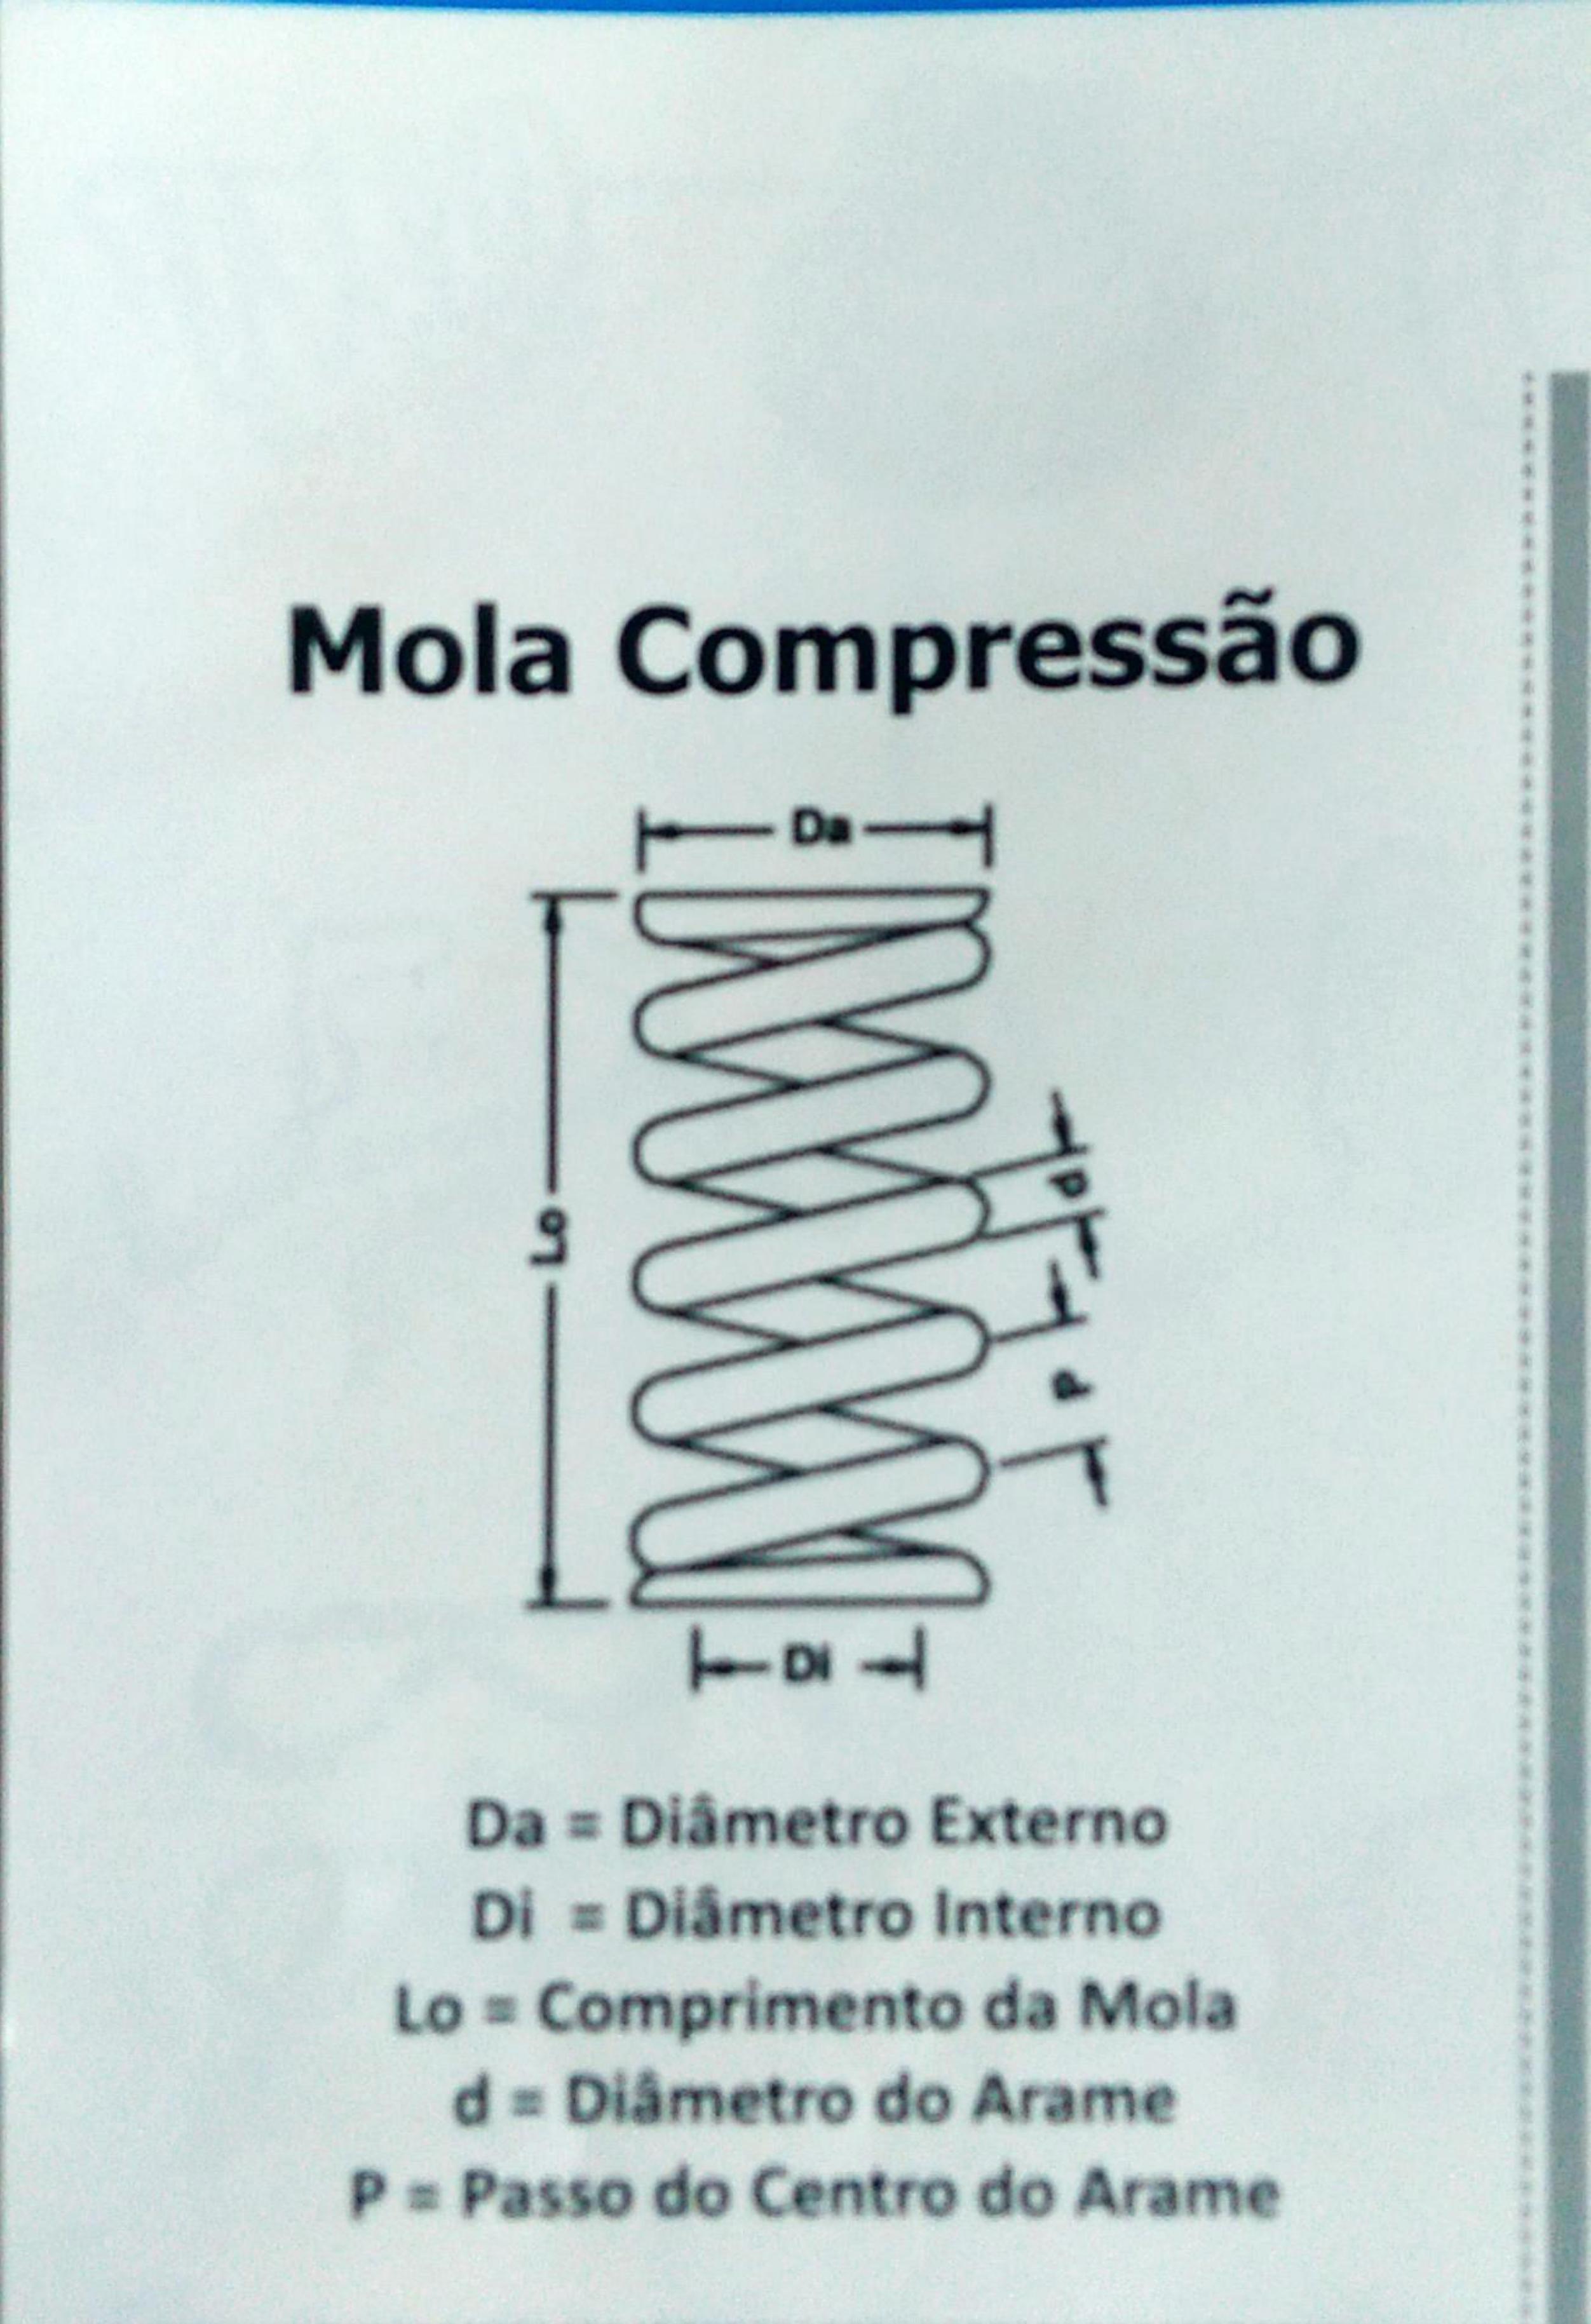 Mola Compressão
Da
Lo
d
P
Di
Da = Diâmetro Externo
Di = Diâmetro Interno
Lo = Comprimento da Mola
d = Diâmetro do Arame
P = Passo do Centro do Arame